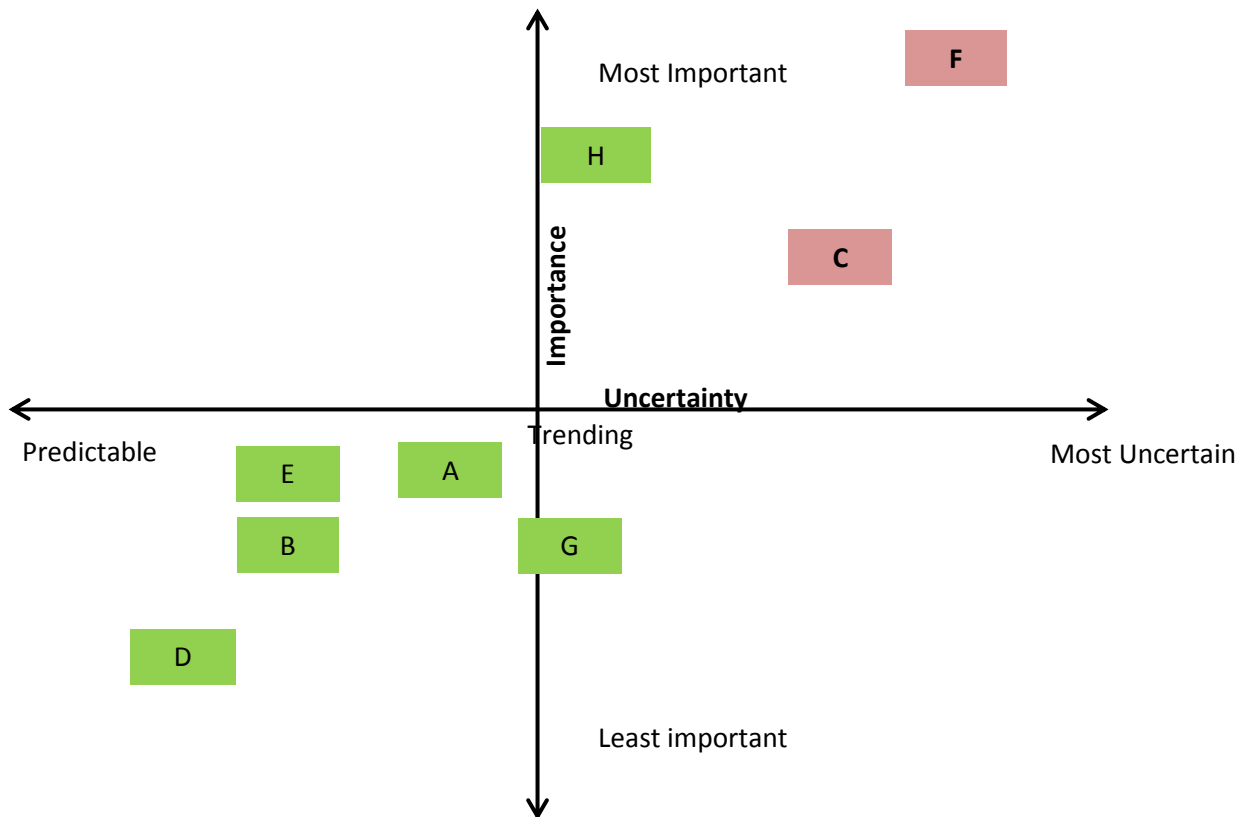 F
Most Important
H
Importance
C
Uncertainty
Trending
Predictable
Most Uncertain
E
A
B
G
D
Least important